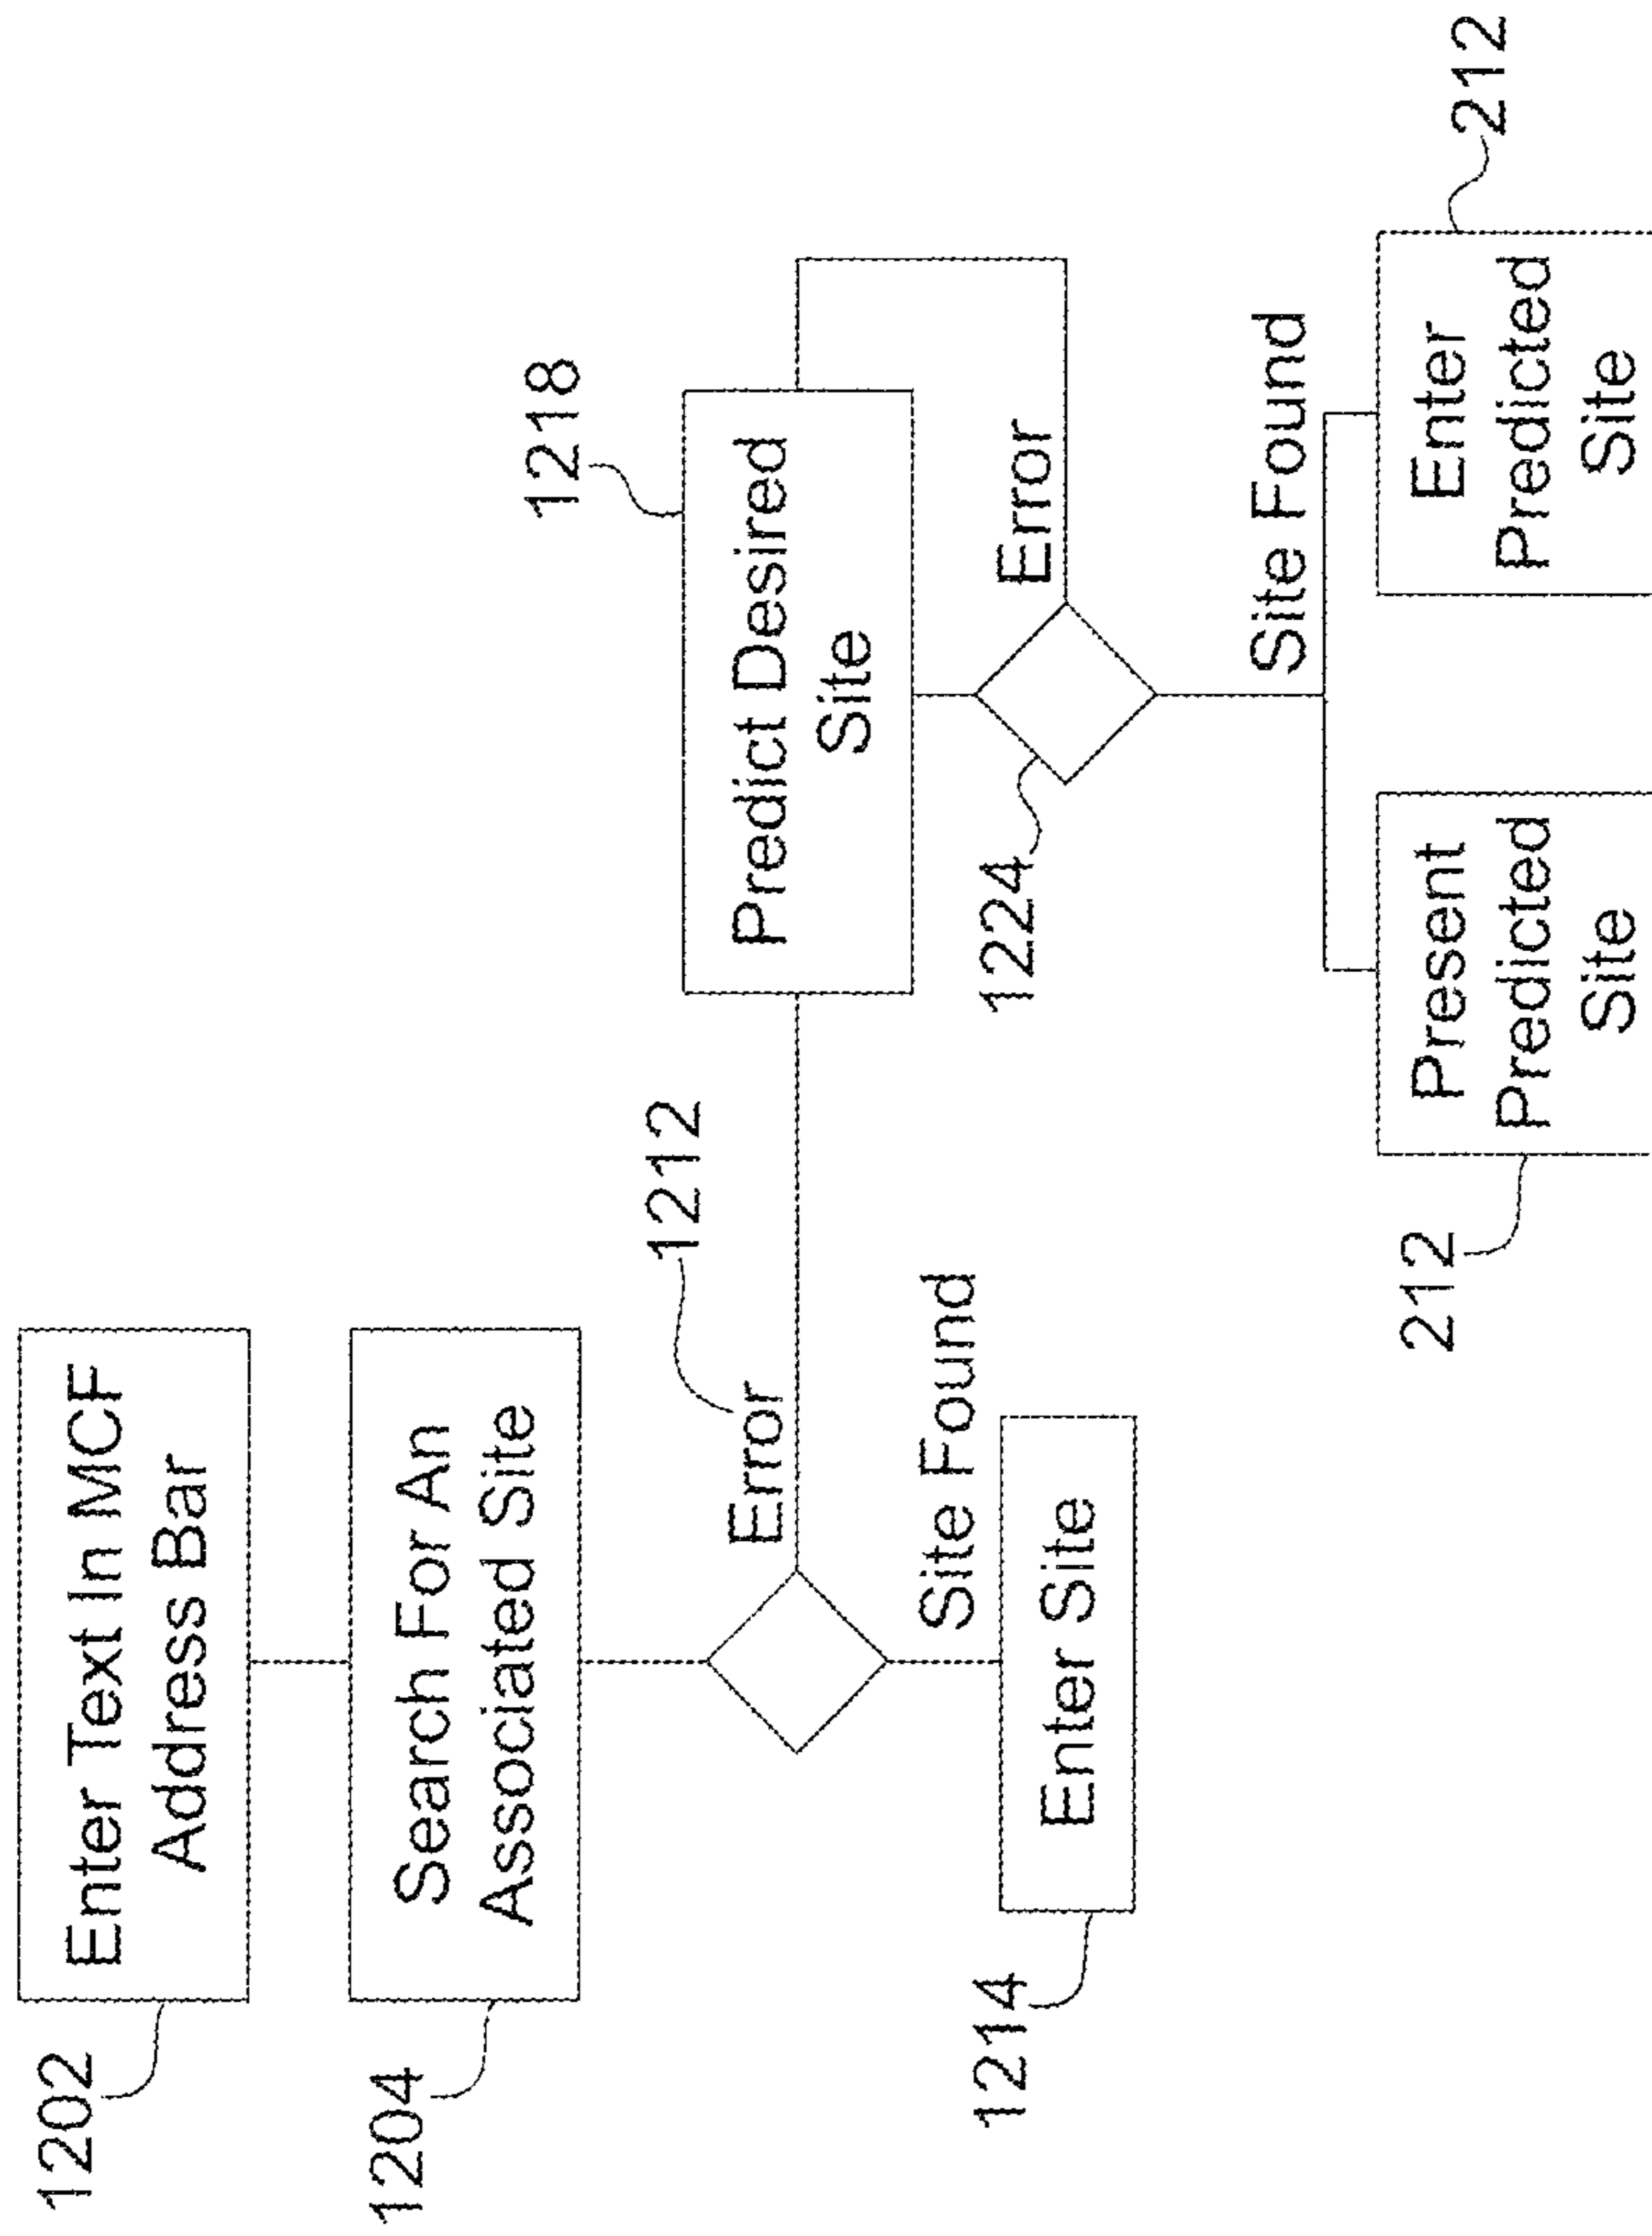 1202
Enter Text In MCF
Address Bar
1204
Search For An
Associated Site
1212
Error
Site Found
1214
Enter Site
1218
Predict Desired
Site
1224
Error
Site Found
212
Present
Predicted
Site
212
Enter
Predicted
Site